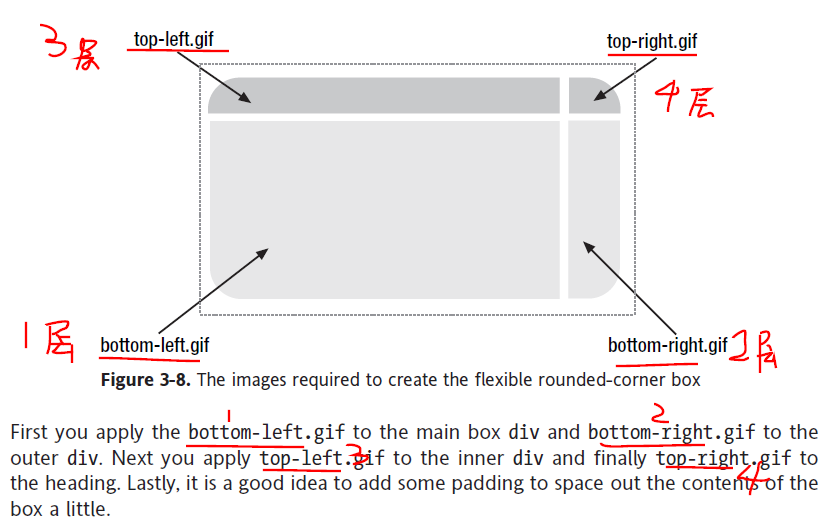 3层 top-left.gif
top-right.gif
4层
1层 bottom-left.gif
bottom-right.gif 2层
Figure 3-8. The images required to create the flexible rounded-corner box
1 2
First you apply the bottom-left.gif to the main box div and bottom-right.gif to the
outer div. Next you apply top-left.gif to the inner div and finally top-right.gif to
3
the heading. Lastly, it is a good idea to add some padding to space out the contents of the
4
box a little.